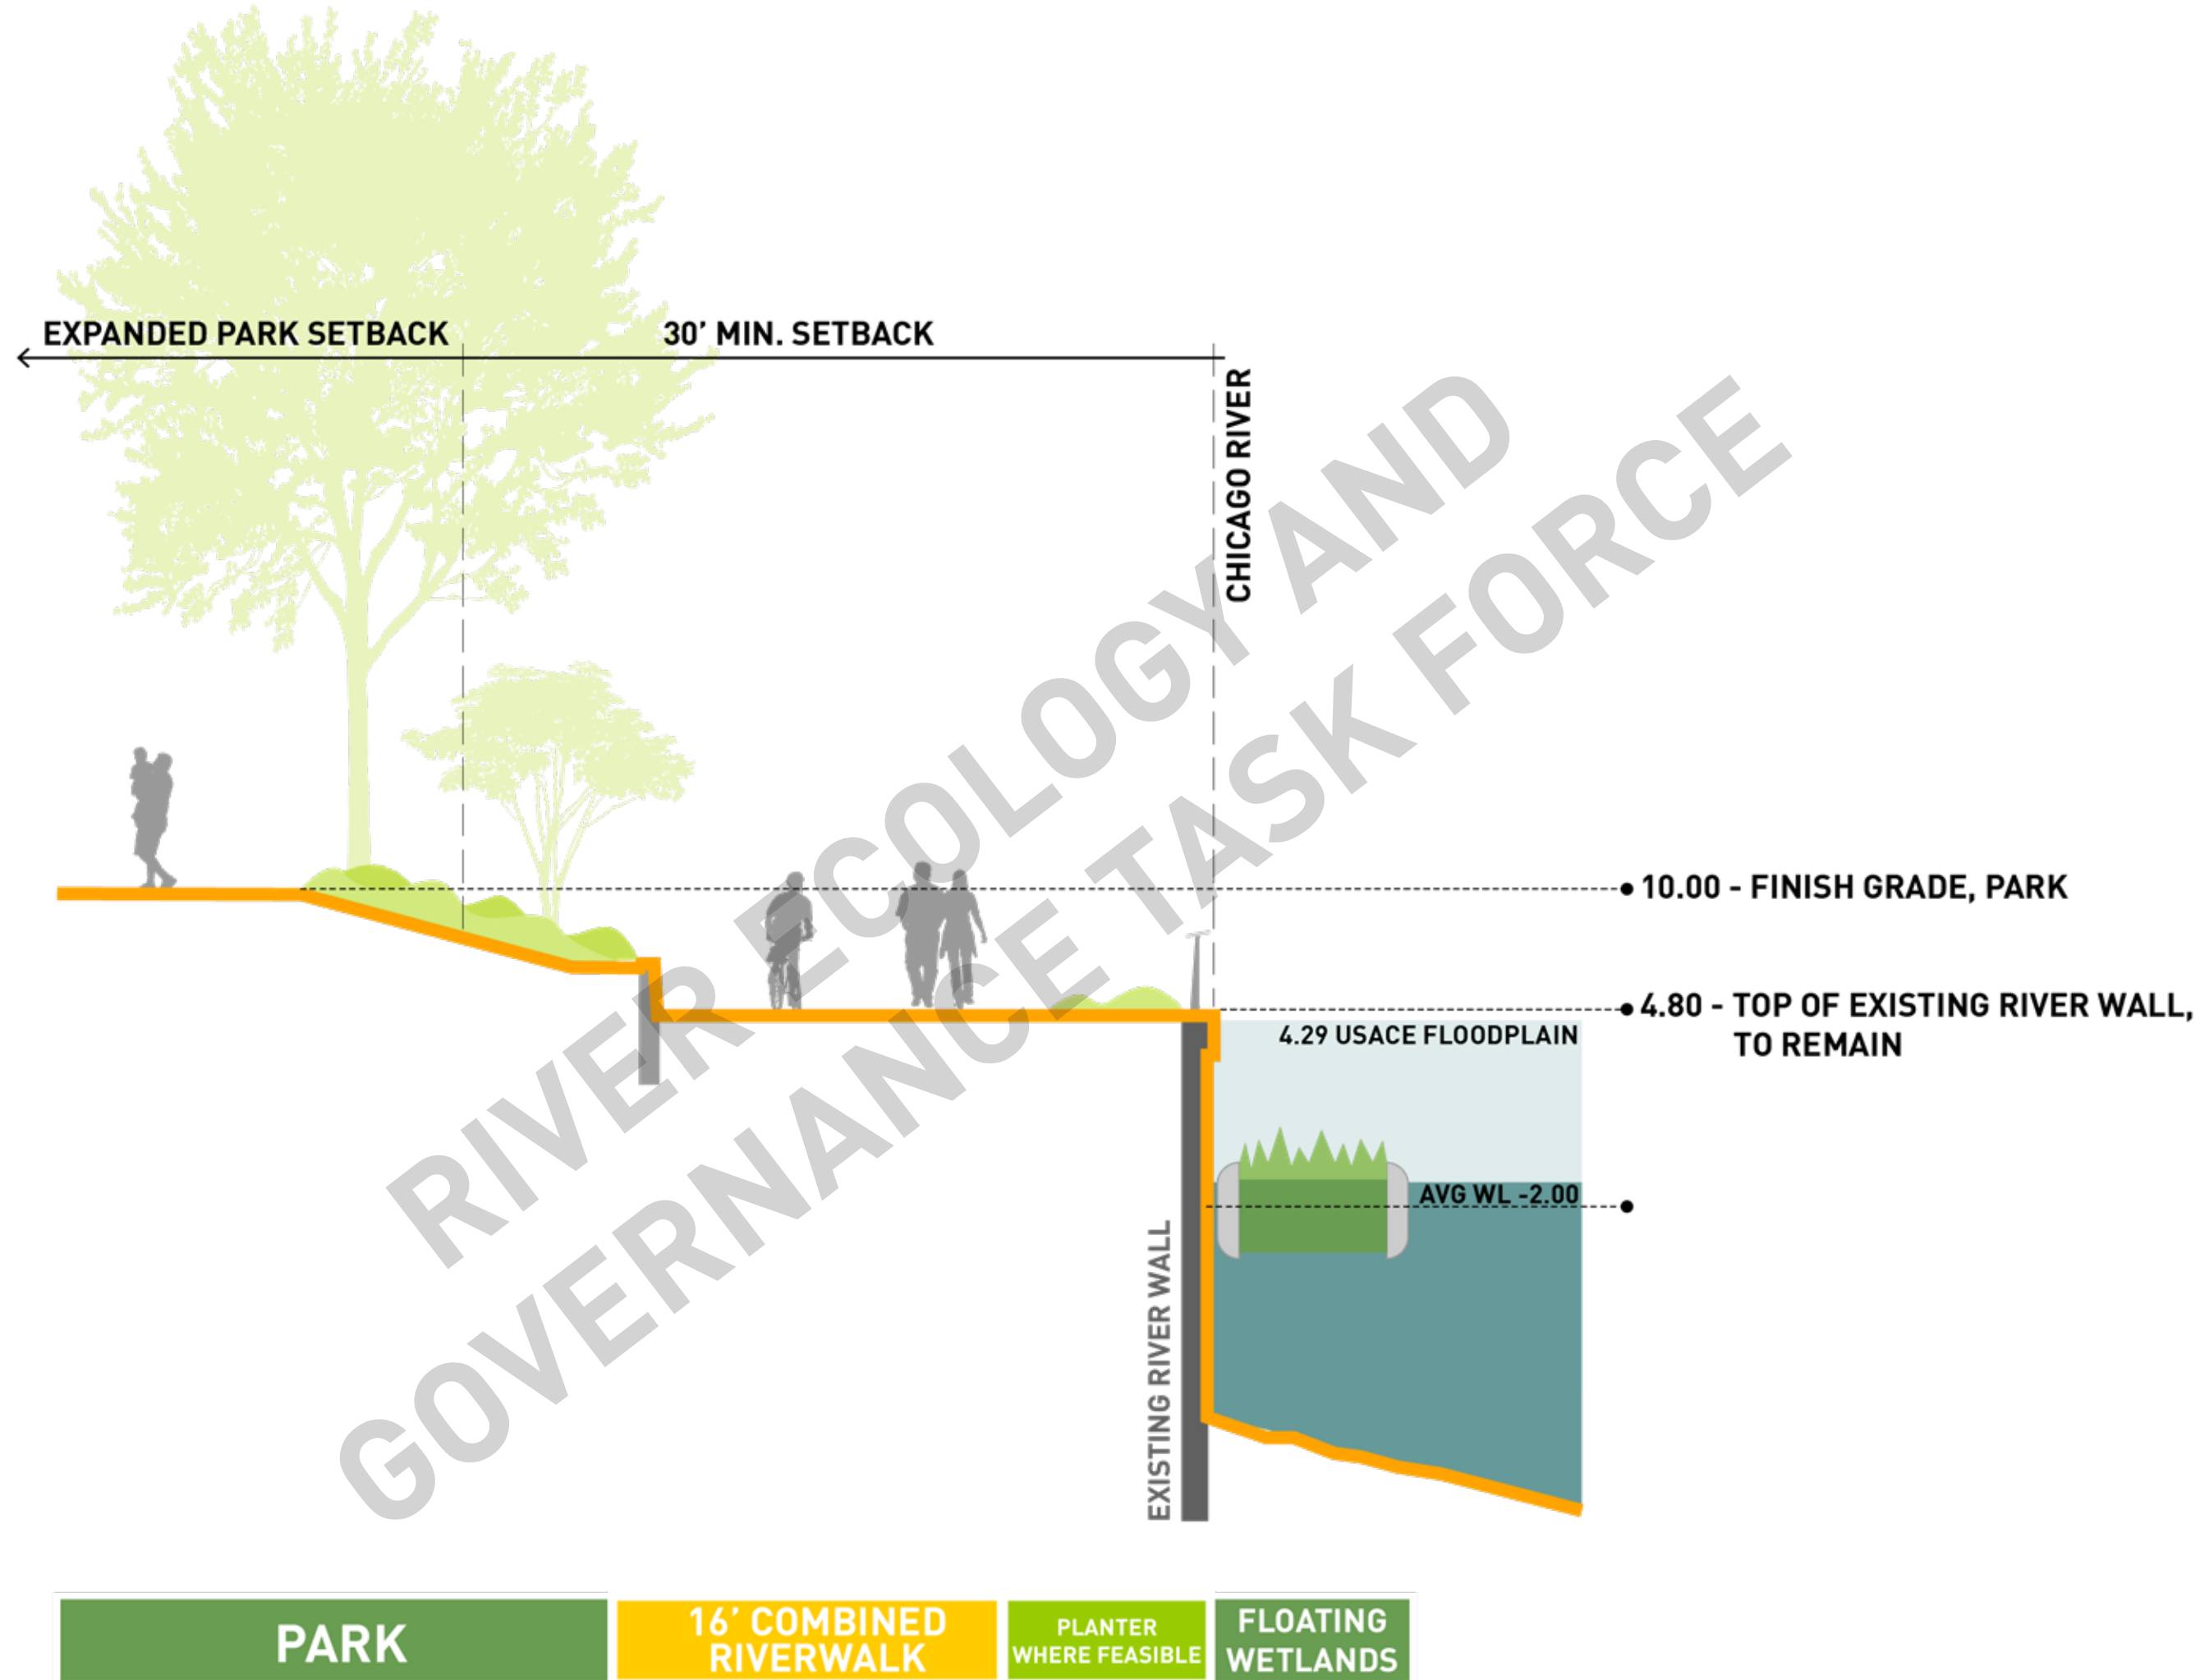 EXPANDED PARK SETBACK
30’ MIN. SETBACK
CHICAGO RIVER
RIVER ECOLOGY AND
GOVERNANCE TASK FORCE
10.00 - FINISH GRADE, PARK
4.80 - TOP OF EXISTING RIVER WALL,
TO REMAIN
4.29 USACE FLOODPLAIN
AVG WL -2.00
EXISTING RIVER WALL
PARK
16’ COMBINED
RIVERWALK
PLANTER
WHERE FEASIBLE
FLOATING
WETLANDS